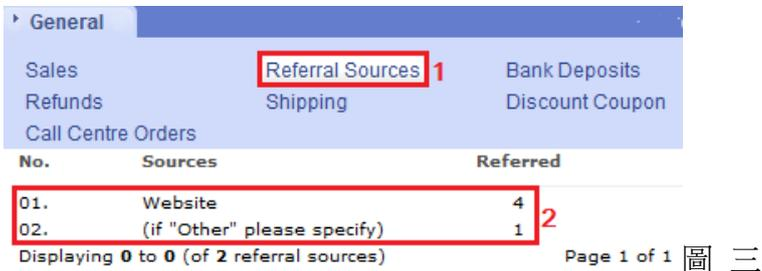 General
Sales Referral Sources 1 Bank Deposits
Refunds Shipping Discount Coupon
Call Centre Orders
No. Sources Referred
01. Website 4
02. (if "Other" please specify) 1 2
Displaying 0 to 0 (of 2 referral sources) Page 1 of 1 圖 三